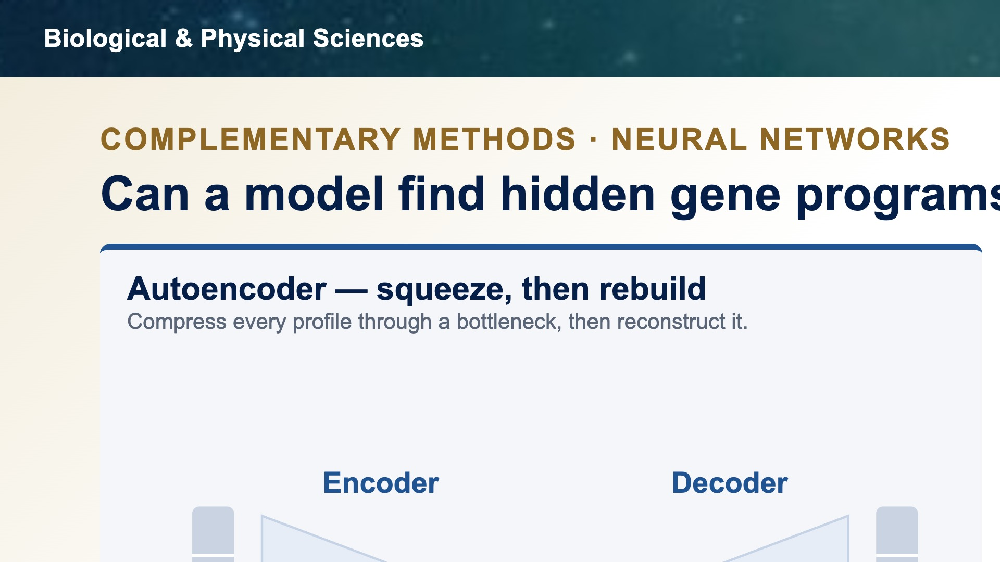 Biological & Physical Sciences
COMPLEMENTARY METHODS · NEURAL NETWORKS
Can a model find hidden gene programs
Autoencoder — squeeze, then rebuild
Compress every profile through a bottleneck, then reconstruct it.
Encoder
Decoder